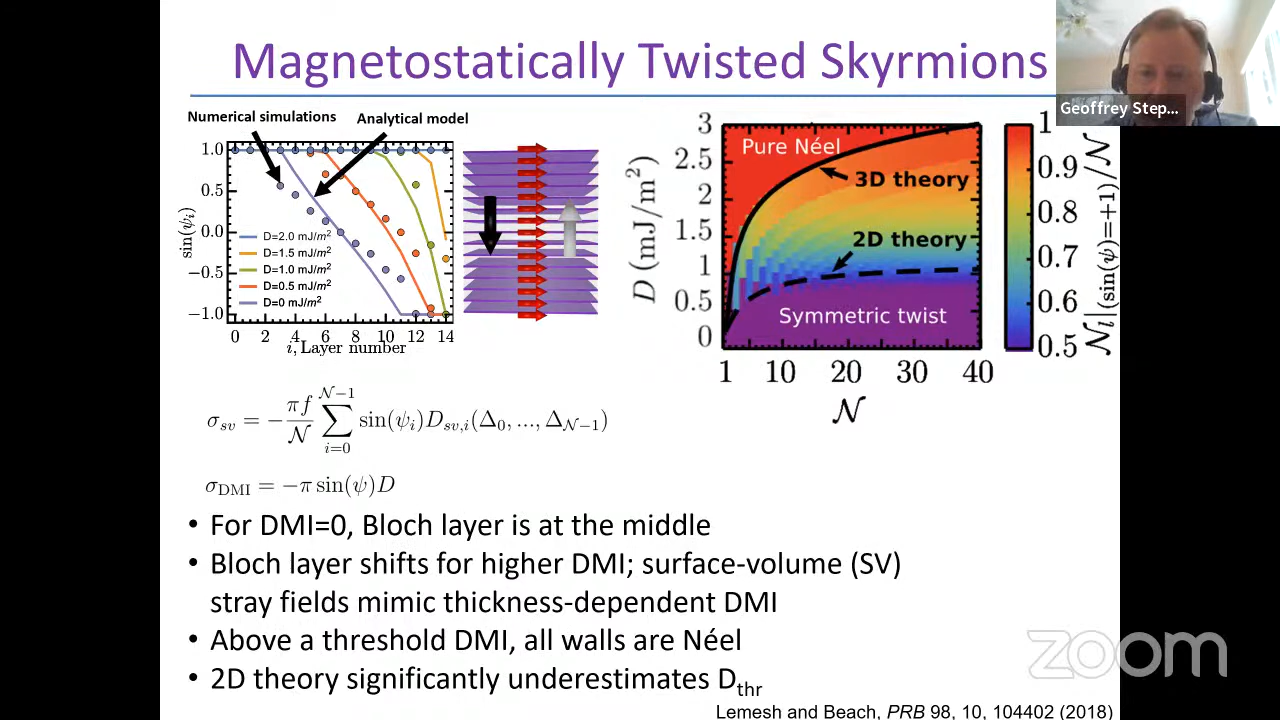 Magnetostatically Twisted Skyrmions
Geoffrey Step...
Numerical simulations
Analytical model
1.0
0.5
0.0
−0.5
−1.0
sin(ψ_i)
D=2.0 mJ/m²
D=1.5 mJ/m²
D=1.0 mJ/m²
D=0.5 mJ/m²
D=0 mJ/m²
0 2 4 6 8 10 12 14
i, Layer number
3
2.5
2
1.5
1
0.5
0
D (mJ/m²)
Pure Néel
3D theory
2D theory
Symmetric twist
1 10 20 30 40
𝒩
1
0.9
0.8
0.7
0.6
0.5
𝒩_i|_(sin(ψ)=+1)/𝒩
σ_sv = −πf/𝒩 ∑_{i=0}^{𝒩−1} sin(ψ_i)D_{sv,i}(Δ_0, ..., Δ_{𝒩−1})
σ_DMI = −π sin(ψ)D
• For DMI=0, Bloch layer is at the middle
• Bloch layer shifts for higher DMI; surface-volume (SV)
stray fields mimic thickness-dependent DMI
• Above a threshold DMI, all walls are Néel
• 2D theory significantly underestimates D_thr
zoom
Lemesh and Beach, PRB 98, 10, 104402 (2018)